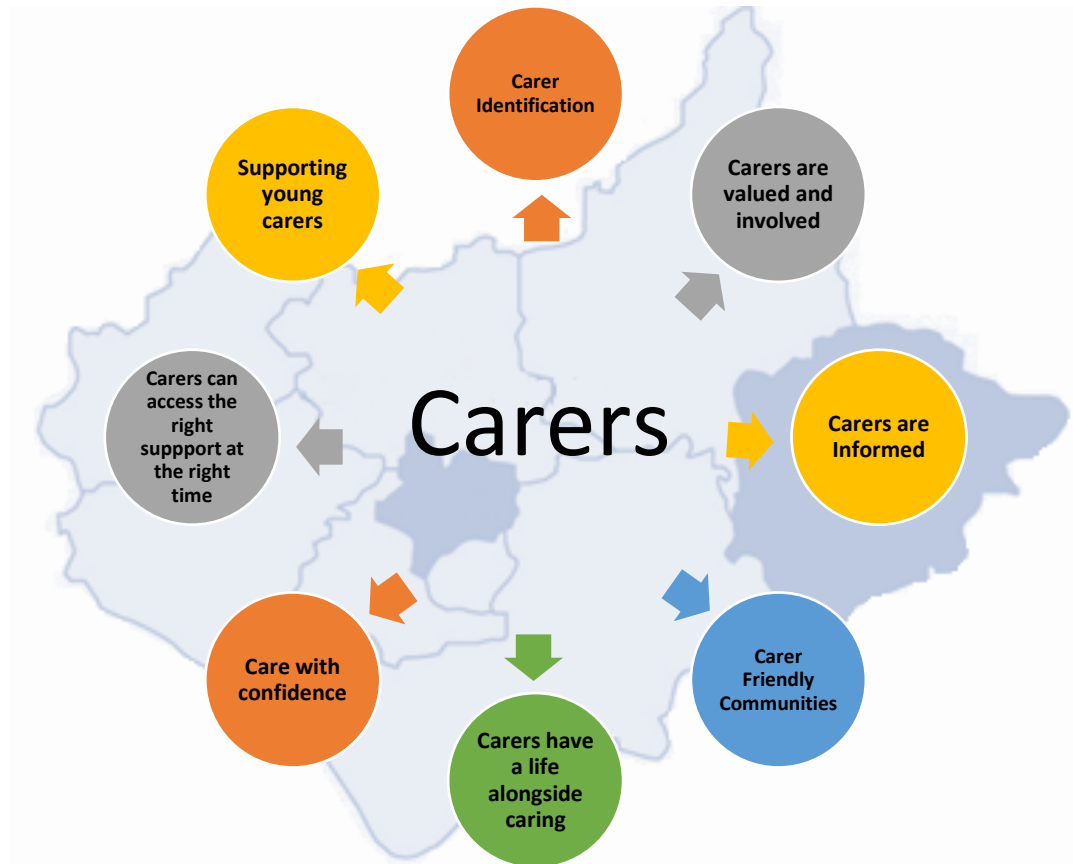 Carer
Identification
Carers are
valued and
involved
Carers are
Informed
Carer
Friendly
Communities
Carers have
a life
alongside
caring
Care with
confidence
Carers can
access the
right
suppport at
the right
time
Supporting
young
carers
Carers